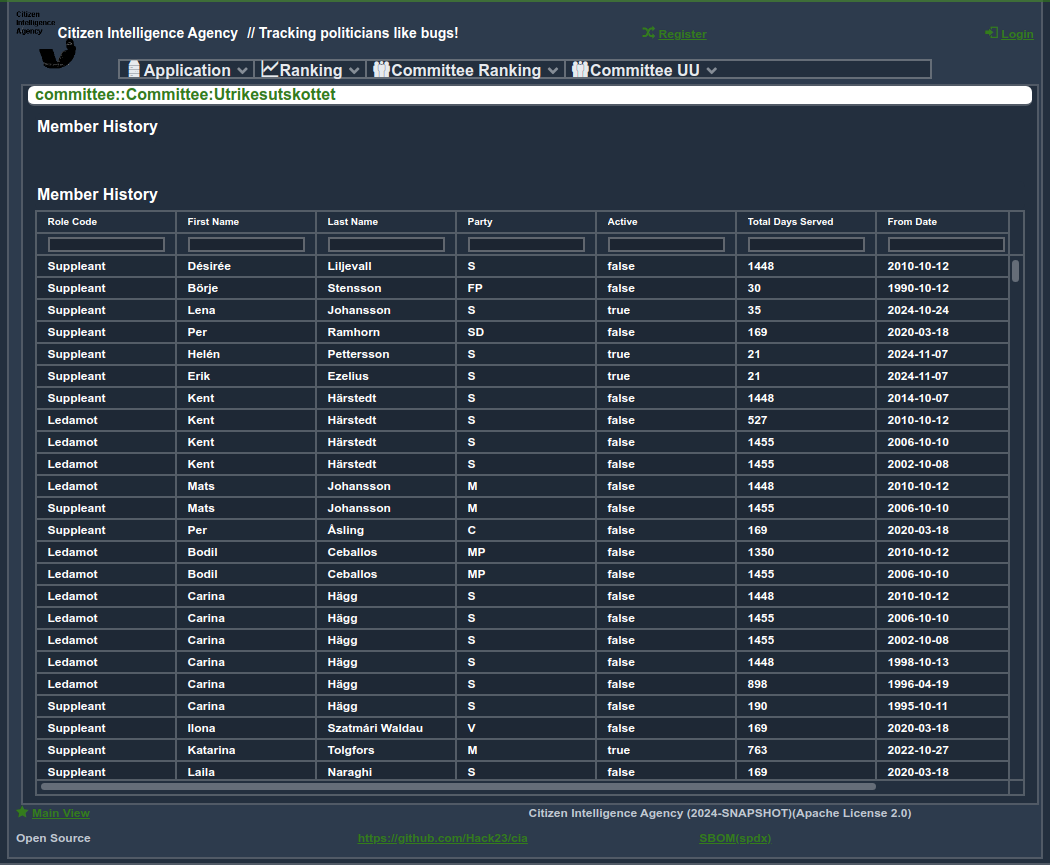 Citizen
Intelligence
Agency
Citizen Intelligence Agency // Tracking politicians like bugs!
Register
Login
Application Ranking Committee Ranking Committee UU
committee::Committee:Utrikesutskottet
Member History
Member History
Role Code First Name Last Name Party Active Total Days Served From Date
Suppleant Désirée Liljevall S false 1448 2010-10-12
Suppleant Börje Stensson FP false 30 1990-10-12
Suppleant Lena Johansson S true 35 2024-10-24
Suppleant Per Ramhorn SD false 169 2020-03-18
Suppleant Helén Pettersson S true 21 2024-11-07
Suppleant Erik Ezelius S true 21 2024-11-07
Suppleant Kent Härstedt S false 1448 2014-10-07
Ledamot Kent Härstedt S false 527 2010-10-12
Ledamot Kent Härstedt S false 1455 2006-10-10
Ledamot Kent Härstedt S false 1455 2002-10-08
Ledamot Mats Johansson M false 1448 2010-10-12
Suppleant Mats Johansson M false 1455 2006-10-10
Suppleant Per Åsling C false 169 2020-03-18
Ledamot Bodil Ceballos MP false 1350 2010-10-12
Ledamot Bodil Ceballos MP false 1455 2006-10-10
Ledamot Carina Hägg S false 1448 2010-10-12
Ledamot Carina Hägg S false 1455 2006-10-10
Ledamot Carina Hägg S false 1455 2002-10-08
Ledamot Carina Hägg S false 1448 1998-10-13
Ledamot Carina Hägg S false 898 1996-04-19
Suppleant Carina Hägg S false 190 1995-10-11
Suppleant Ilona Szatmári Waldau V false 169 2020-03-18
Suppleant Katarina Tolgfors M true 763 2022-10-27
Suppleant Laila Naraghi S false 169 2020-03-18
Main View
Citizen Intelligence Agency (2024-SNAPSHOT)(Apache License 2.0)
Open Source
https://github.com/Hack23/cia
SBOM(spdx)